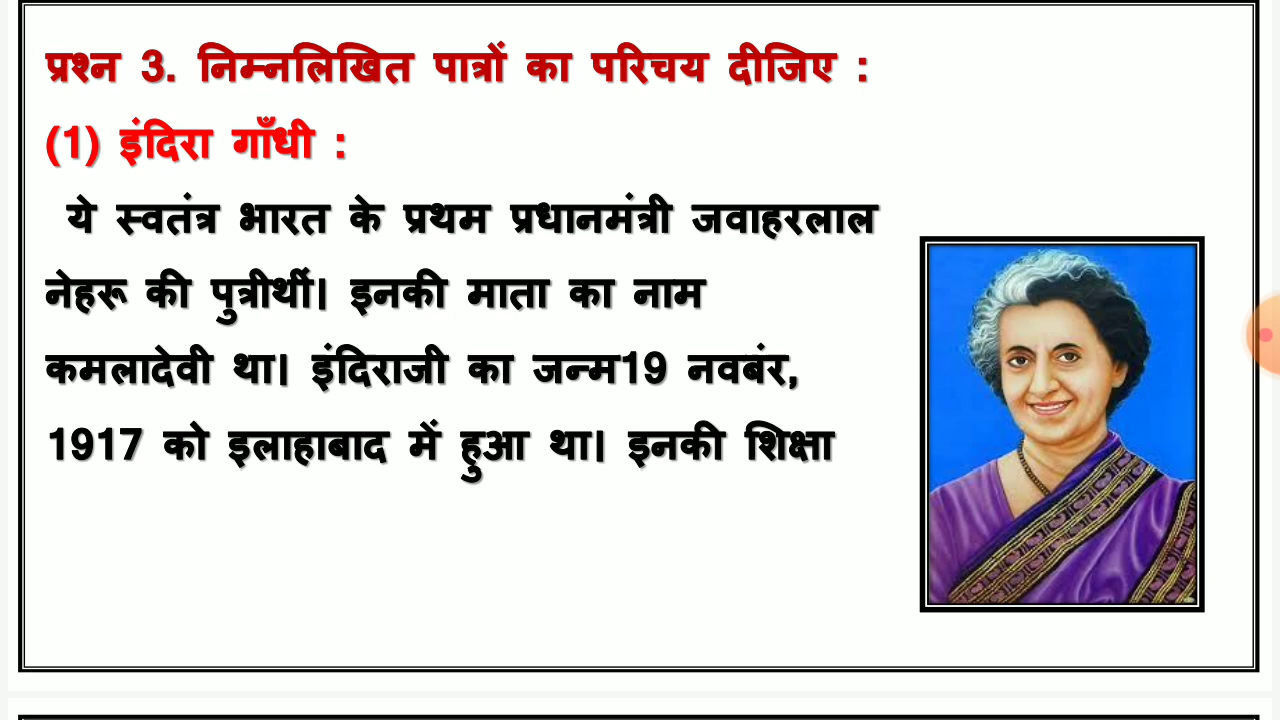 प्रश्न 3. निम्नलिखित पात्रों का परिचय दीजिए :
(1) इंदिरा गाँधी :
ये स्वतंत्र भारत के प्रथम प्रधानमंत्री जवाहरलाल
नेहरू की पुत्रीथीं। इनकी माता का नाम
कमलादेवी था। इंदिराजी का जन्म19 नवबंर,
1917 को इलाहाबाद में हुआ था। इनकी शिक्षा